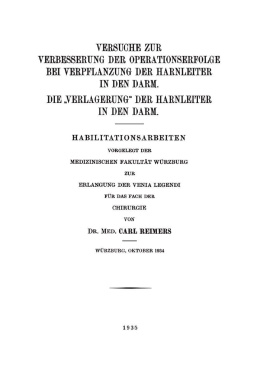 VERSUCHE ZUR
VERBESSERUNG DER OPERATIONSERFOLGE
BEI VERPFLANZUNG DER HARNLEITER
IN DEN DARM.
DIE „VERLAGERUNG“ DER HARNLEITER
IN DEN DARM.
HABILITATIONSARBEITEN
VORGELEGT DER
MEDIZINISCHEN FAKULTÄT WÜRZBURG
ZUR
ERLANGUNG DER VENIA LEGENDI
FÜR DAS FACH DER
CHIRURGIE
VON
DR. MED. CARL REIMERS
WÜRZBURG, OKTOBER 1934
1935